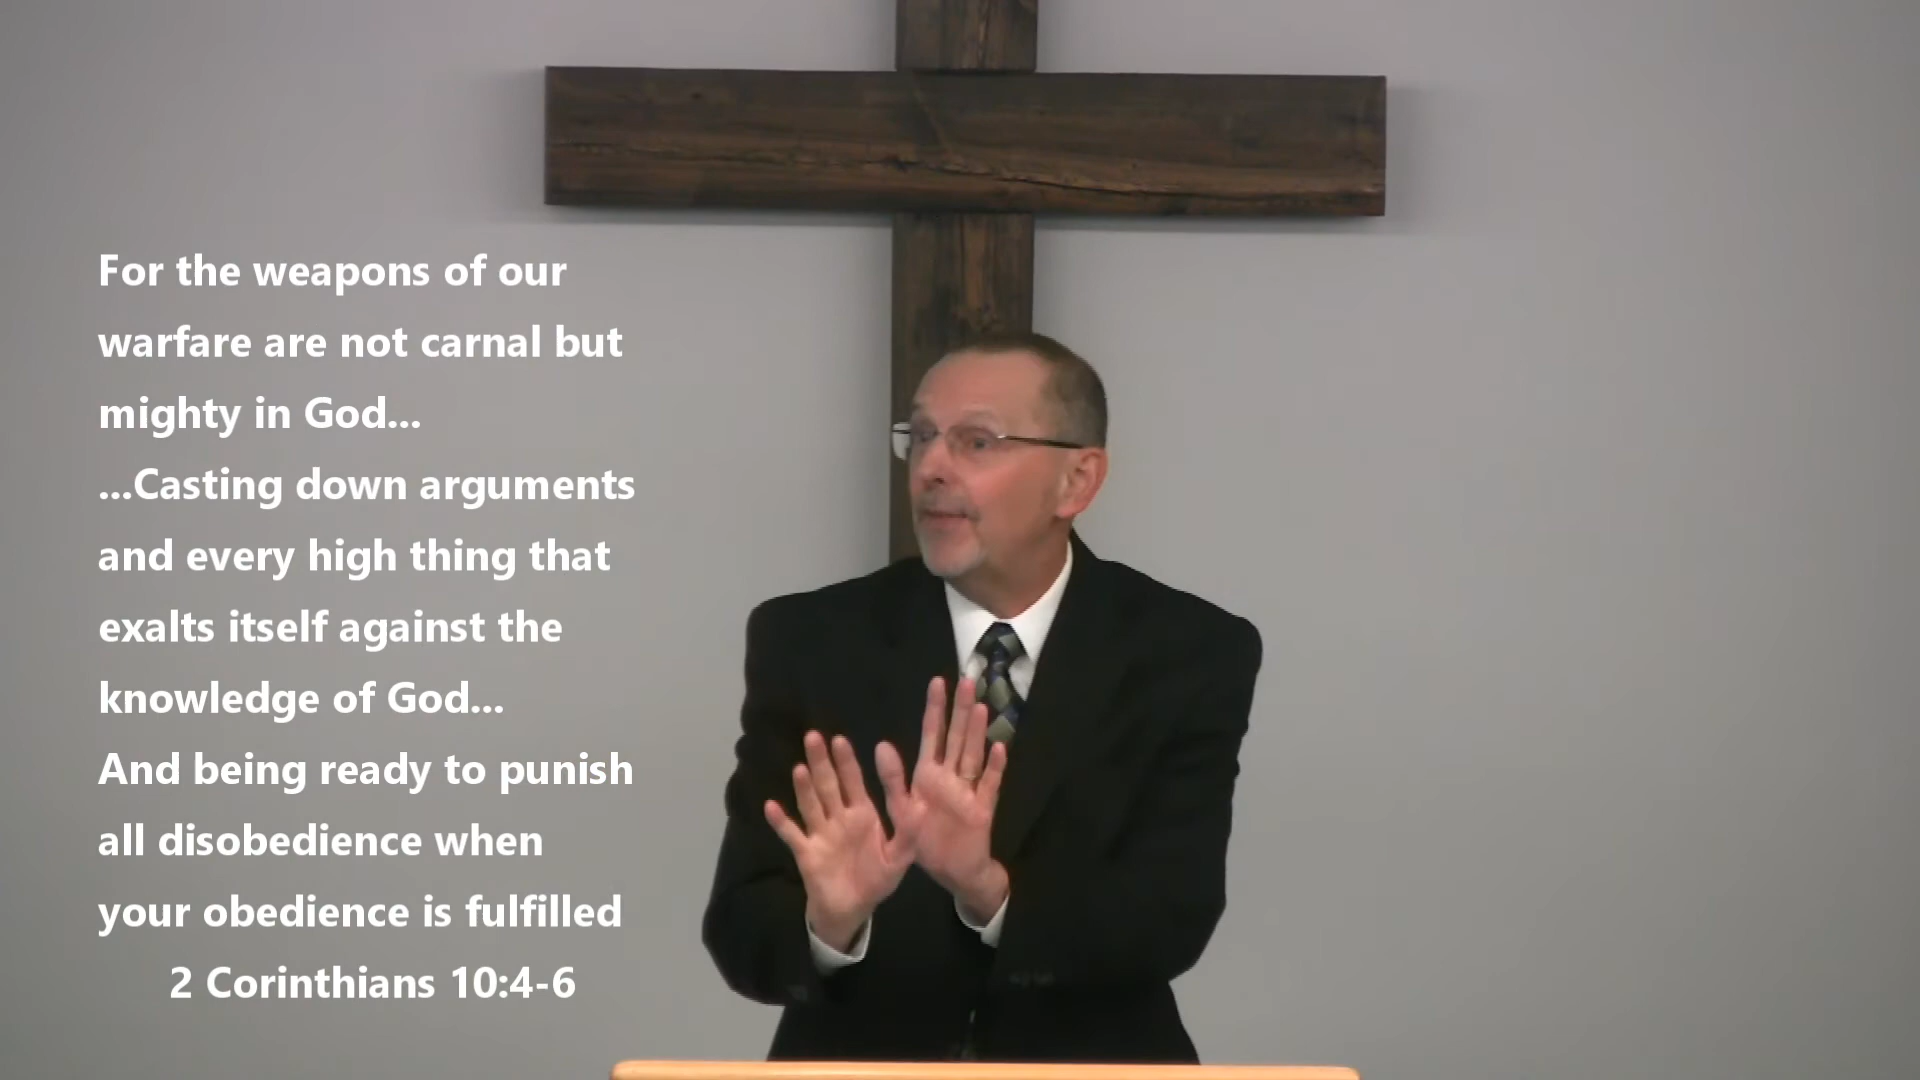 For the weapons of our
warfare are not carnal but
mighty in God...
...Casting down arguments
and every high thing that
exalts itself against the
knowledge of God...
And being ready to punish
all disobedience when
your obedience is fulfilled
2 Corinthians 10:4-6